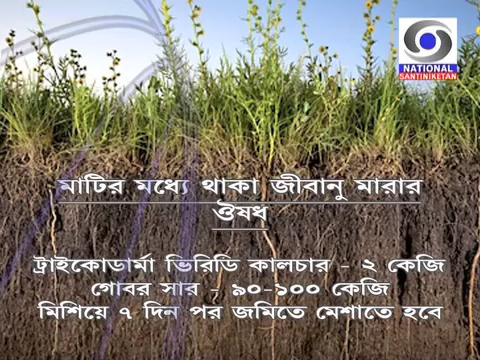 NATIONAL
SANTINIKETAN
মাটির মধ্যে থাকা জীবানু মারার
ঔষধ
ট্রাইকোডার্মা ভিরিডি কালচার - ২ কেজি
গোবর সার - ৯০-১০০ কেজি
মিশিয়ে ৭ দিন পর জমিতে মেশাতে হবে